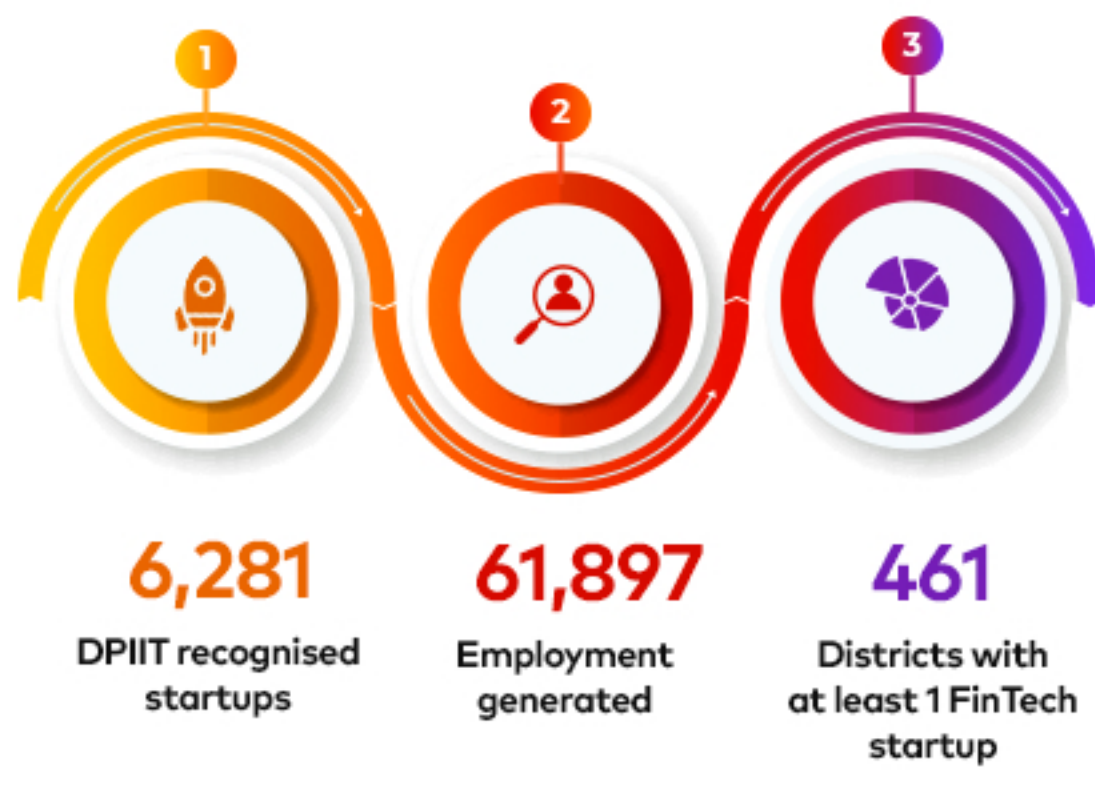 1
2
3
6,281
DPIIT recognised
startups
61,897
Employment
generated
461
Districts with
at least 1 FinTech
startup